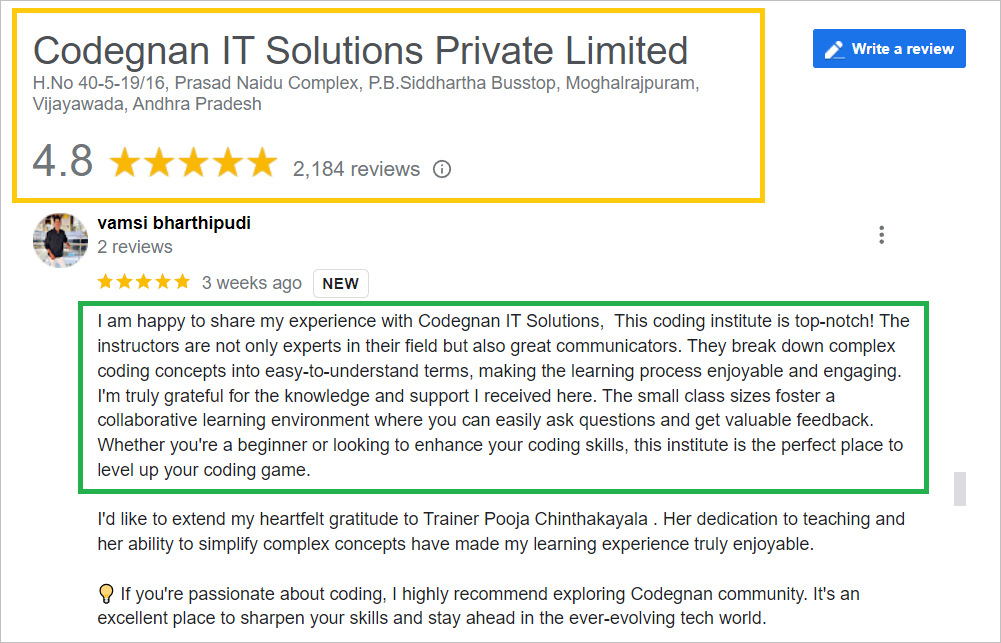 Codegnan IT Solutions Private Limited
Write a review
H.No 40-5-19/16, Prasad Naidu Complex, P.B.Siddhartha Busstop, Moghalrajpuram,
Vijayawada, Andhra Pradesh
4.8 2,184 reviews
vamsi bharthipudi
2 reviews
3 weeks ago NEW
I am happy to share my experience with Codegnan IT Solutions,  This coding institute is top-notch! The
instructors are not only experts in their field but also great communicators. They break down complex
coding concepts into easy-to-understand terms, making the learning process enjoyable and engaging.
I'm truly grateful for the knowledge and support I received here. The small class sizes foster a
collaborative learning environment where you can easily ask questions and get valuable feedback.
Whether you're a beginner or looking to enhance your coding skills, this institute is the perfect place to
level up your coding game.
I'd like to extend my heartfelt gratitude to Trainer Pooja Chinthakayala . Her dedication to teaching and
her ability to simplify complex concepts have made my learning experience truly enjoyable.
💡 If you're passionate about coding, I highly recommend exploring Codegnan community. It's an
excellent place to sharpen your skills and stay ahead in the ever-evolving tech world.